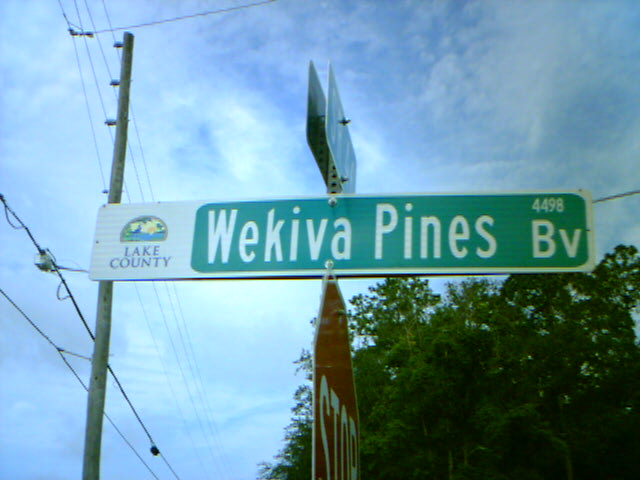 LAKE
COUNTY
Wekiva Pines
4498
Bv
STOP